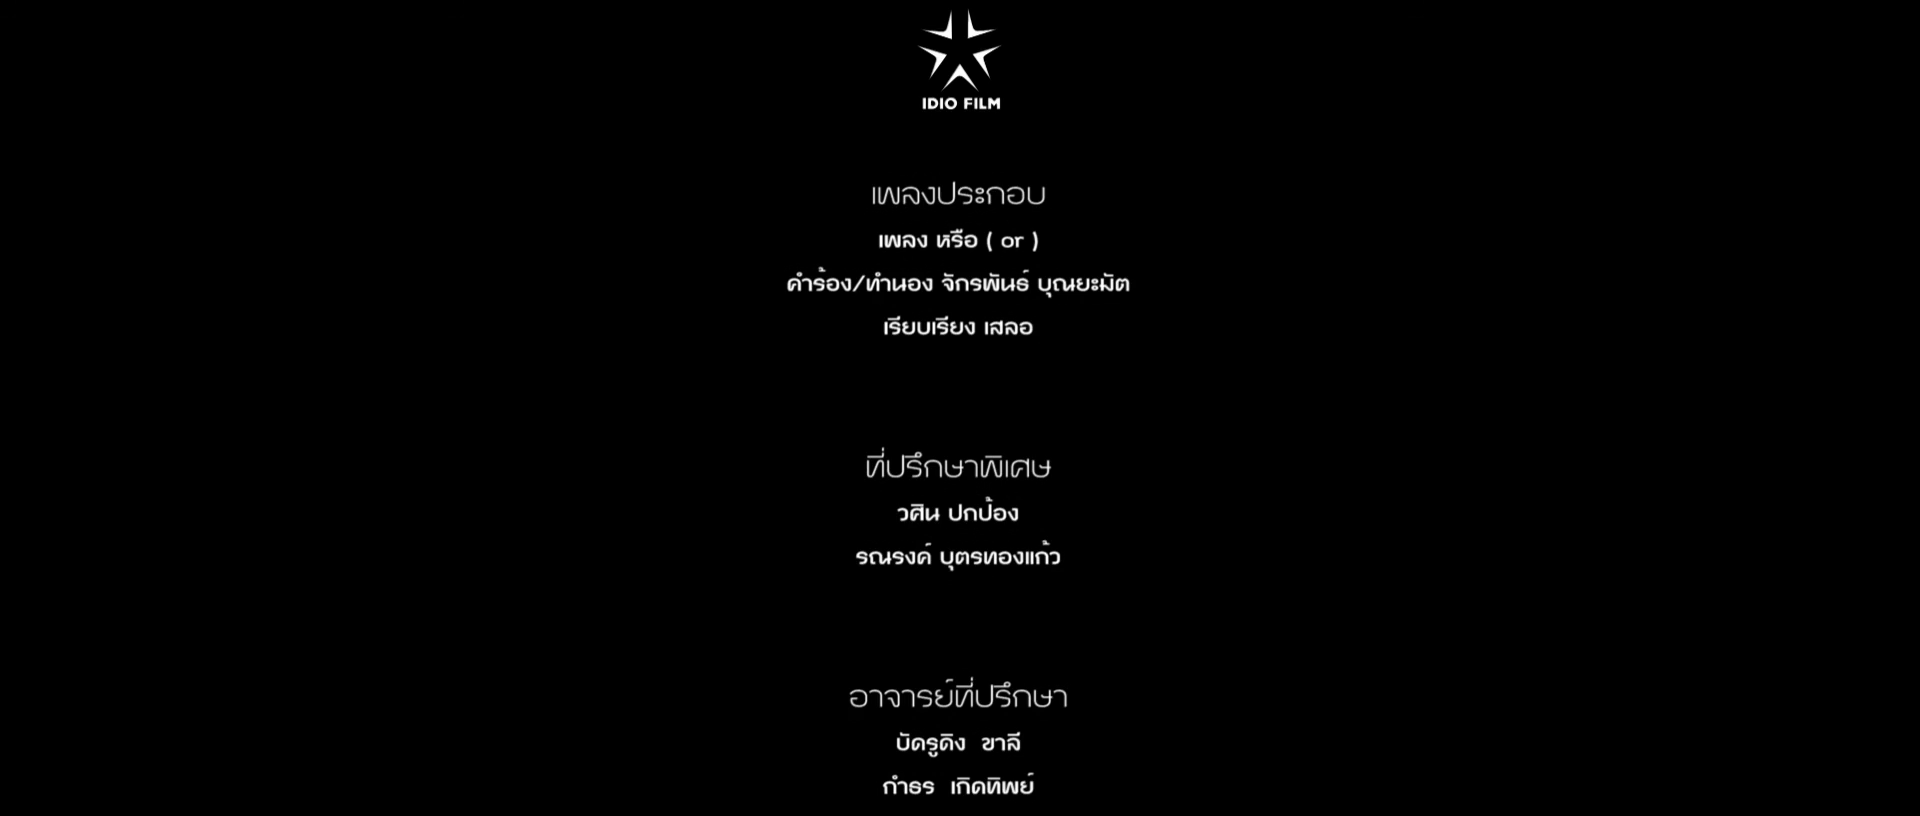 IDIO FILM
เพลงประกอบ
เพลง หรือ ( or )
คำร้อง/ทำนอง จักรพันธ์ บุณยะมัต
เรียบเรียง เสลอ
ที่ปรึกษาพิเศษ
วศิน ปกป้อง
รณรงค์ บุตรทองแก้ว
อาจารย์ที่ปรึกษา
บัดรูดิง ขาลี
กำธร เกิดทิพย์